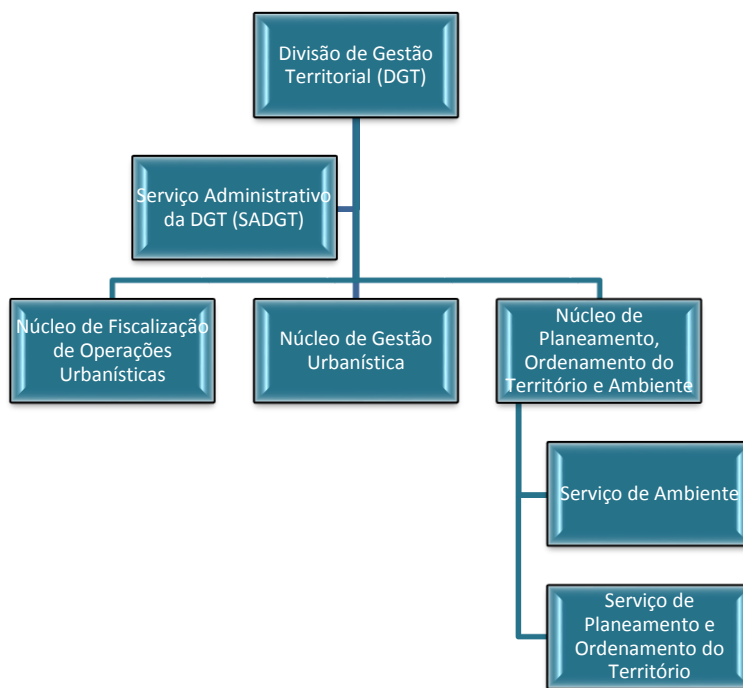 Divisão de Gestão
Territorial (DGT)
Serviço Administrativo
da DGT (SADGT)
Núcleo de Fiscalização
de Operações
Urbanísticas
Núcleo de Gestão
Urbanística
Núcleo de
Planeamento,
Ordenamento do
Território e Ambiente
Serviço de Ambiente
Serviço de
Planeamento e
Ordenamento do
Território